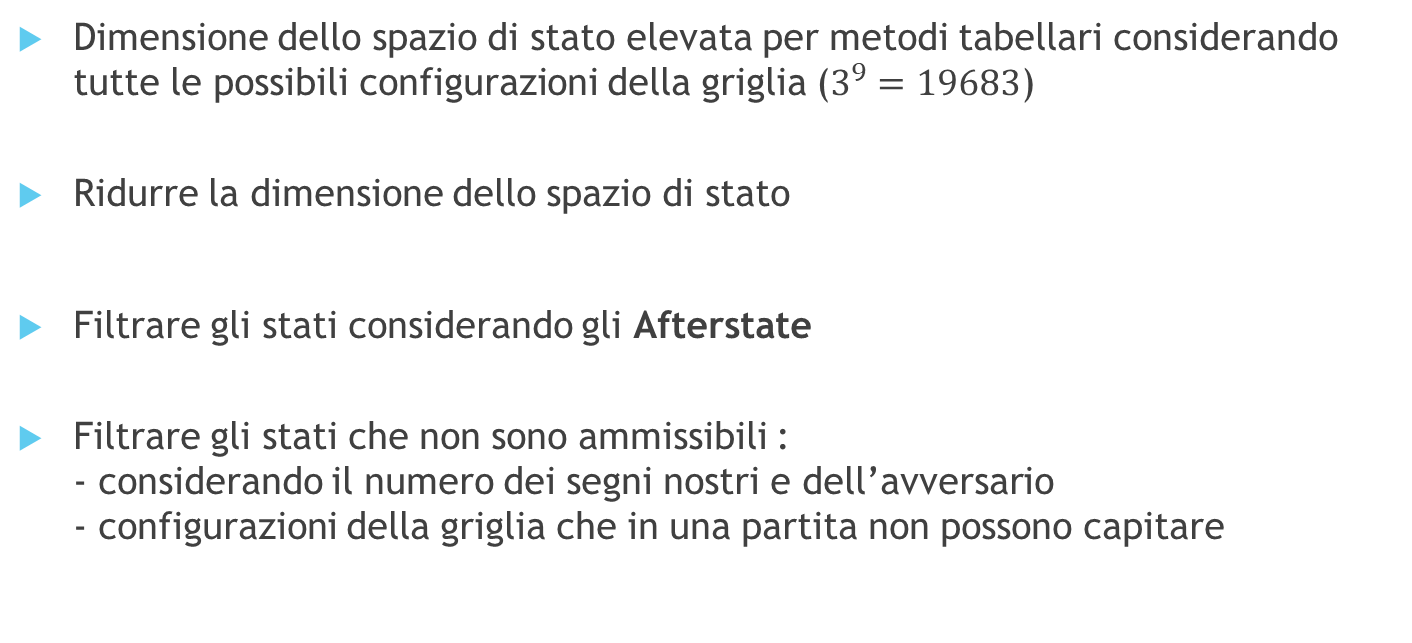 Dimensione dello spazio di stato elevata per metodi tabellari considerando
tutte le possibili configurazioni della griglia (3⁹ = 19683)
Ridurre la dimensione dello spazio di stato
Filtrare gli stati considerando gli Afterstate
Filtrare gli stati che non sono ammissibili :
- considerando il numero dei segni nostri e dell’avversario
- configurazioni della griglia che in una partita non possono capitare